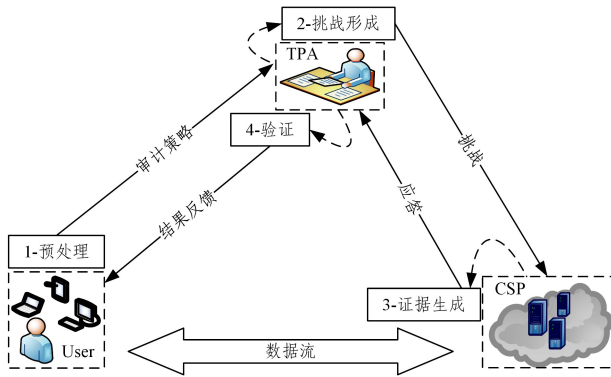 2-挑战形成
TPA
4-验证
审计策略
结果反馈
挑战
应答
1-预处理
User
3-证据生成
CSP
数据流